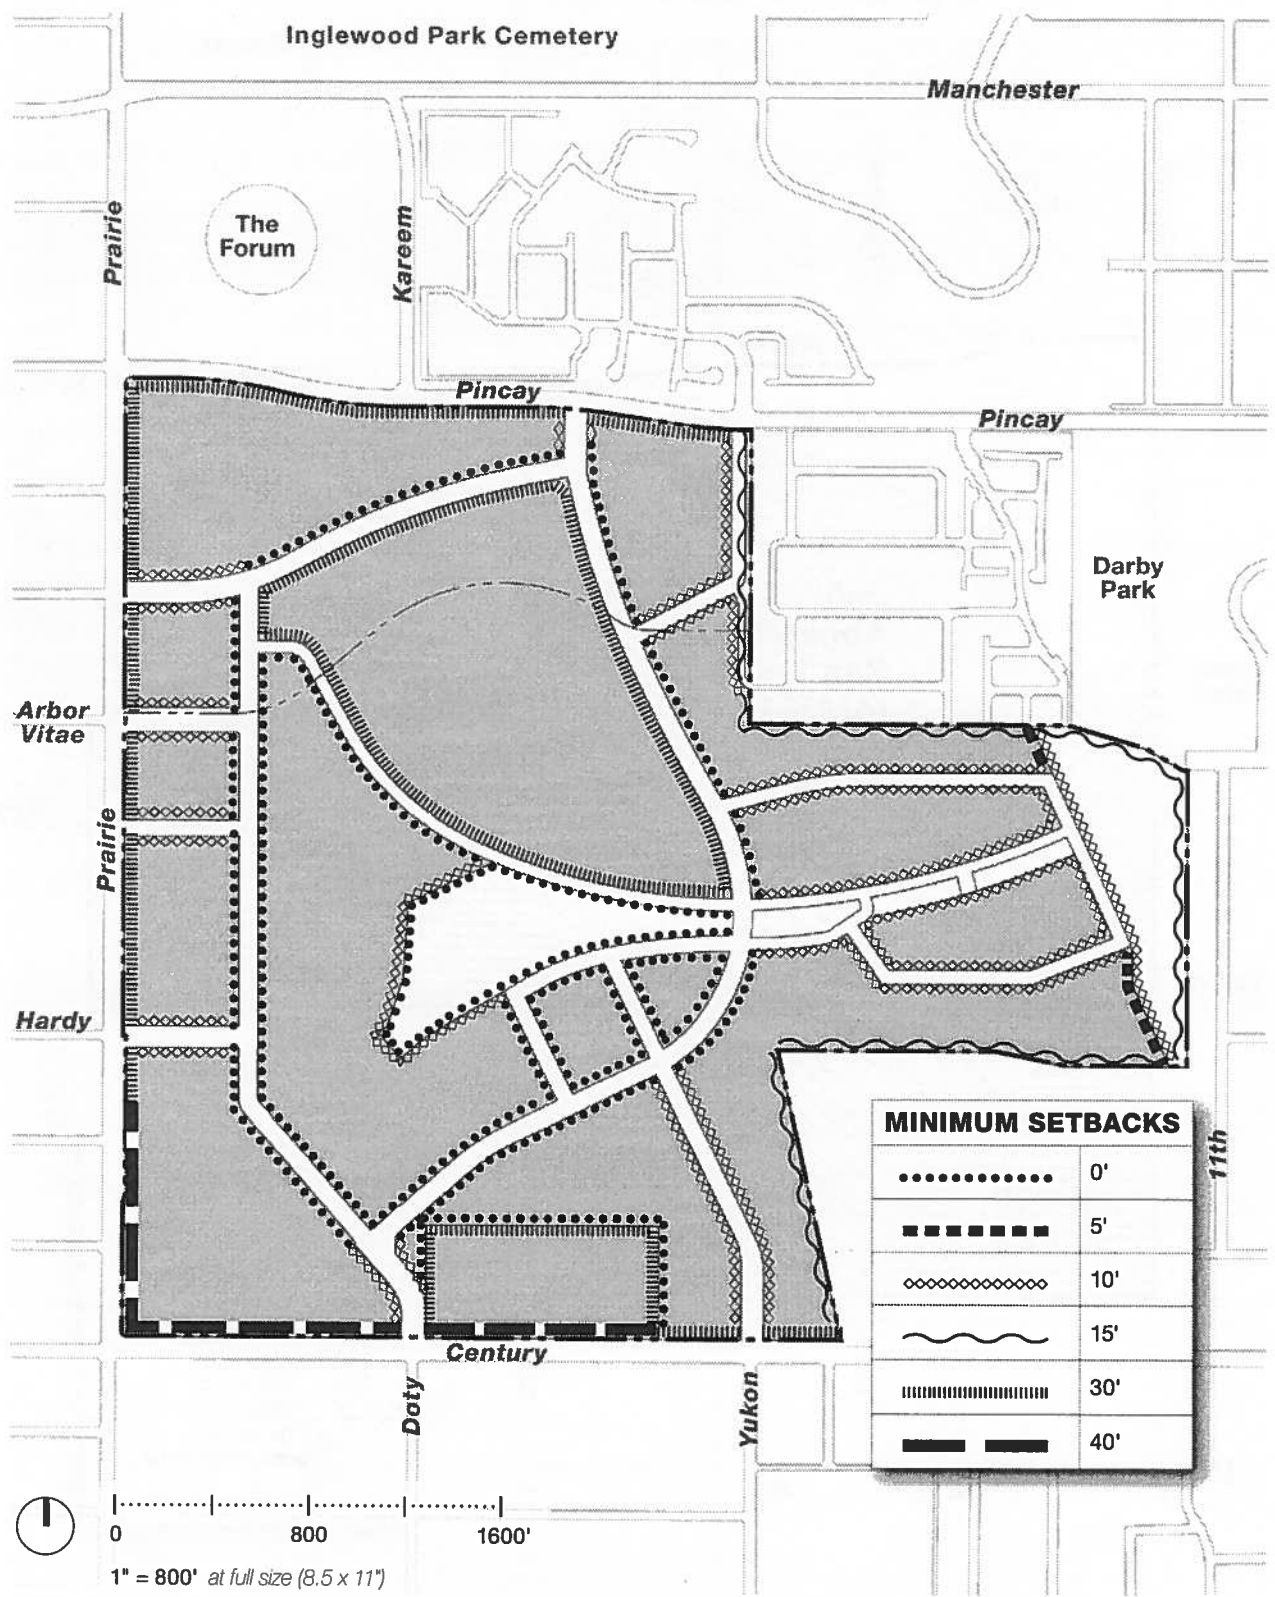 Inglewood Park Cemetery
Manchester
Prairie
The
Forum
Kareem
Pincay
Pincay
Darby
Park
Arbor
Vitae
Prairie
Hardy
MINIMUM SETBACKS
0'
5'
10'
15'
30'
40'
11th
Century
Doty
Yukon
0 800 1600'
1" = 800' at full size (8.5 x 11")